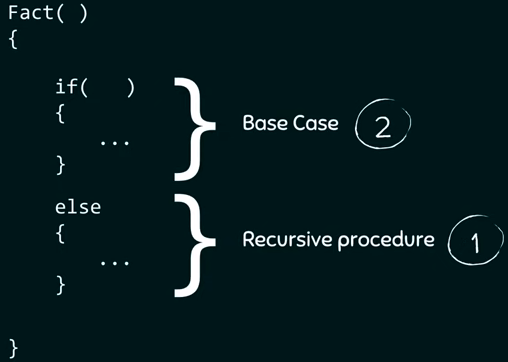 Fact( )
{
if(   )
{
...
}
Base Case 2
else
{
...
}
Recursive procedure 1
}